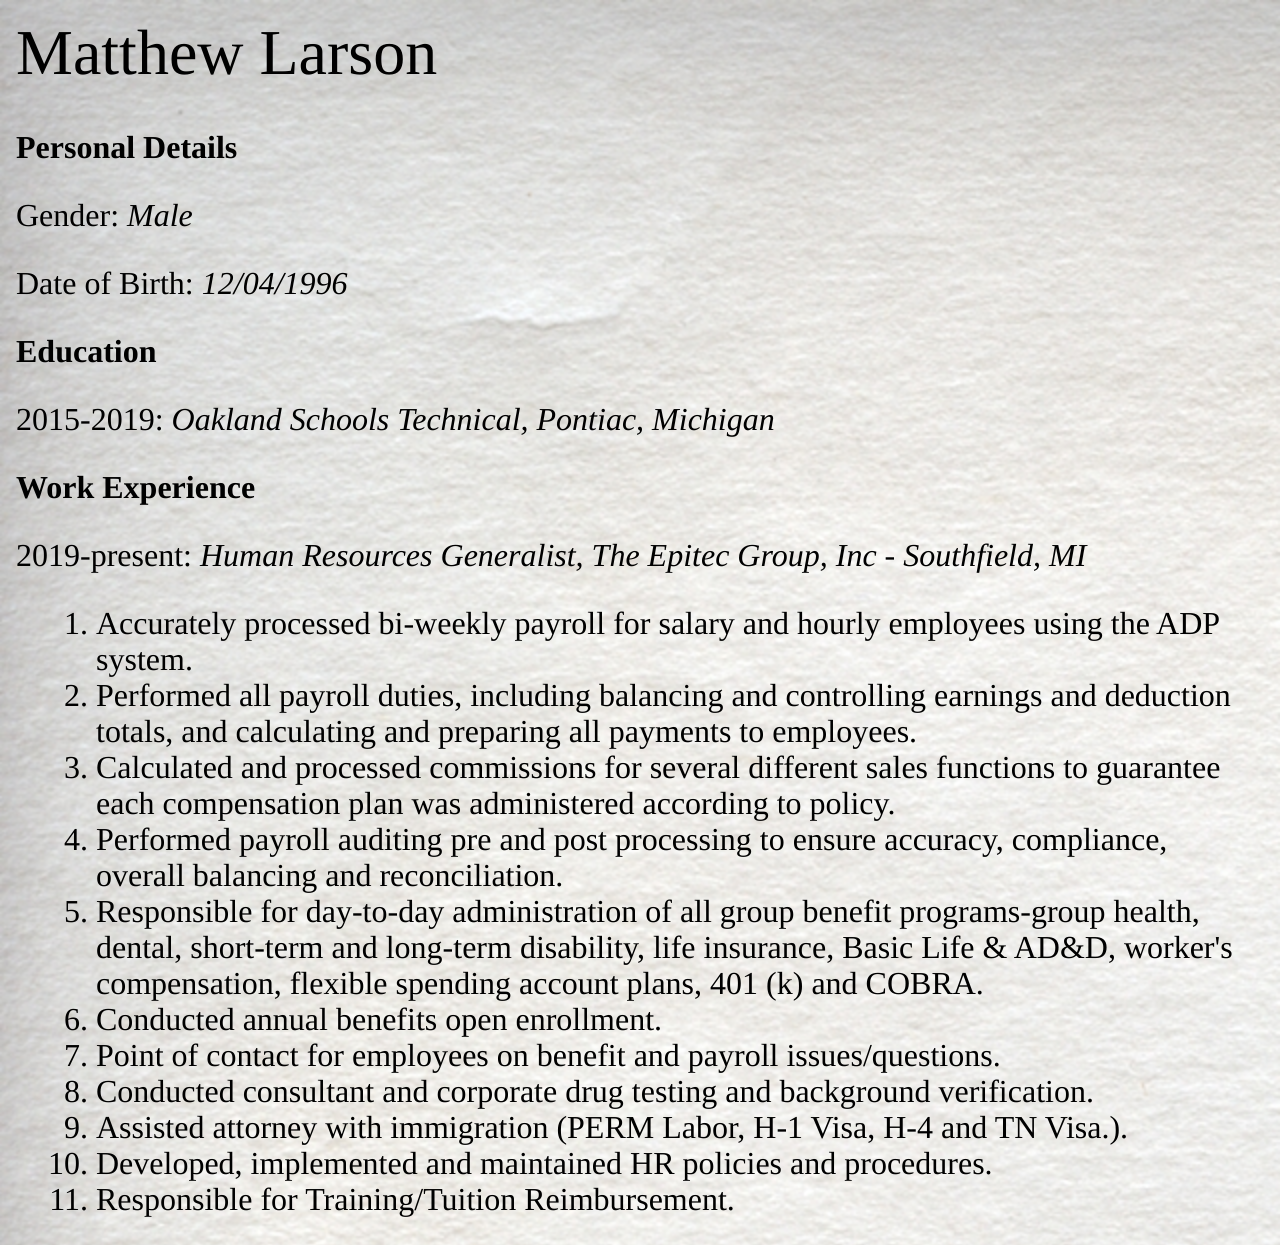 Matthew Larson
Personal Details
Gender: Male
Date of Birth: 12/04/1996
Education
2015-2019: Oakland Schools Technical, Pontiac, Michigan
Work Experience
2019-present: Human Resources Generalist, The Epitec Group, Inc - Southfield, MI
1. Accurately processed bi-weekly payroll for salary and hourly employees using the ADP
system.
2. Performed all payroll duties, including balancing and controlling earnings and deduction
totals, and calculating and preparing all payments to employees.
3. Calculated and processed commissions for several different sales functions to guarantee
each compensation plan was administered according to policy.
4. Performed payroll auditing pre and post processing to ensure accuracy, compliance,
overall balancing and reconciliation.
5. Responsible for day-to-day administration of all group benefit programs-group health,
dental, short-term and long-term disability, life insurance, Basic Life & AD&D, worker's
compensation, flexible spending account plans, 401 (k) and COBRA.
6. Conducted annual benefits open enrollment.
7. Point of contact for employees on benefit and payroll issues/questions.
8. Conducted consultant and corporate drug testing and background verification.
9. Assisted attorney with immigration (PERM Labor, H-1 Visa, H-4 and TN Visa.).
10. Developed, implemented and maintained HR policies and procedures.
11. Responsible for Training/Tuition Reimbursement.